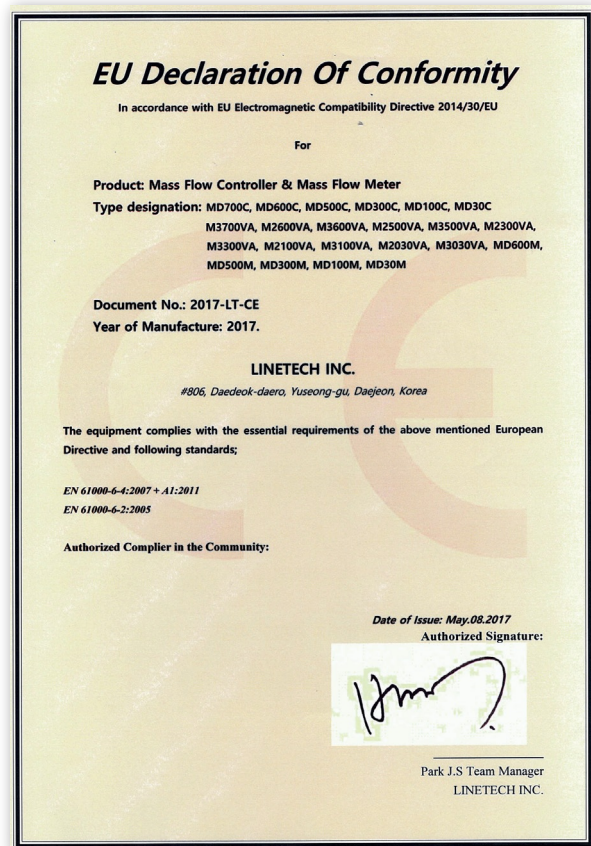 EU Declaration Of Conformity
In accordance with EU Electromagnetic Compatibility Directive 2014/30/EU
For
Product: Mass Flow Controller & Mass Flow Meter
Type designation: MD700C, MD600C, MD500C, MD300C, MD100C, MD30C
M3700VA, M2600VA, M3600VA, M2500VA, M3500VA, M2300VA,
M3300VA, M2100VA, M3100VA, M2030VA, M3030VA, MD600M,
MD500M, MD300M, MD100M, MD30M
Document No.: 2017-LT-CE
Year of Manufacture: 2017.
LINETECH INC.
#806, Daedeok-daero, Yuseong-gu, Daejeon, Korea
The equipment complies with the essential requirements of the above mentioned European
Directive and following standards;
EN 61000-6-4:2007 + A1:2011
EN 61000-6-2:2005
Authorized Complier in the Community:
Date of Issue: May.08.2017
Authorized Signature:
Park J.S Team Manager
LINETECH INC.
CE